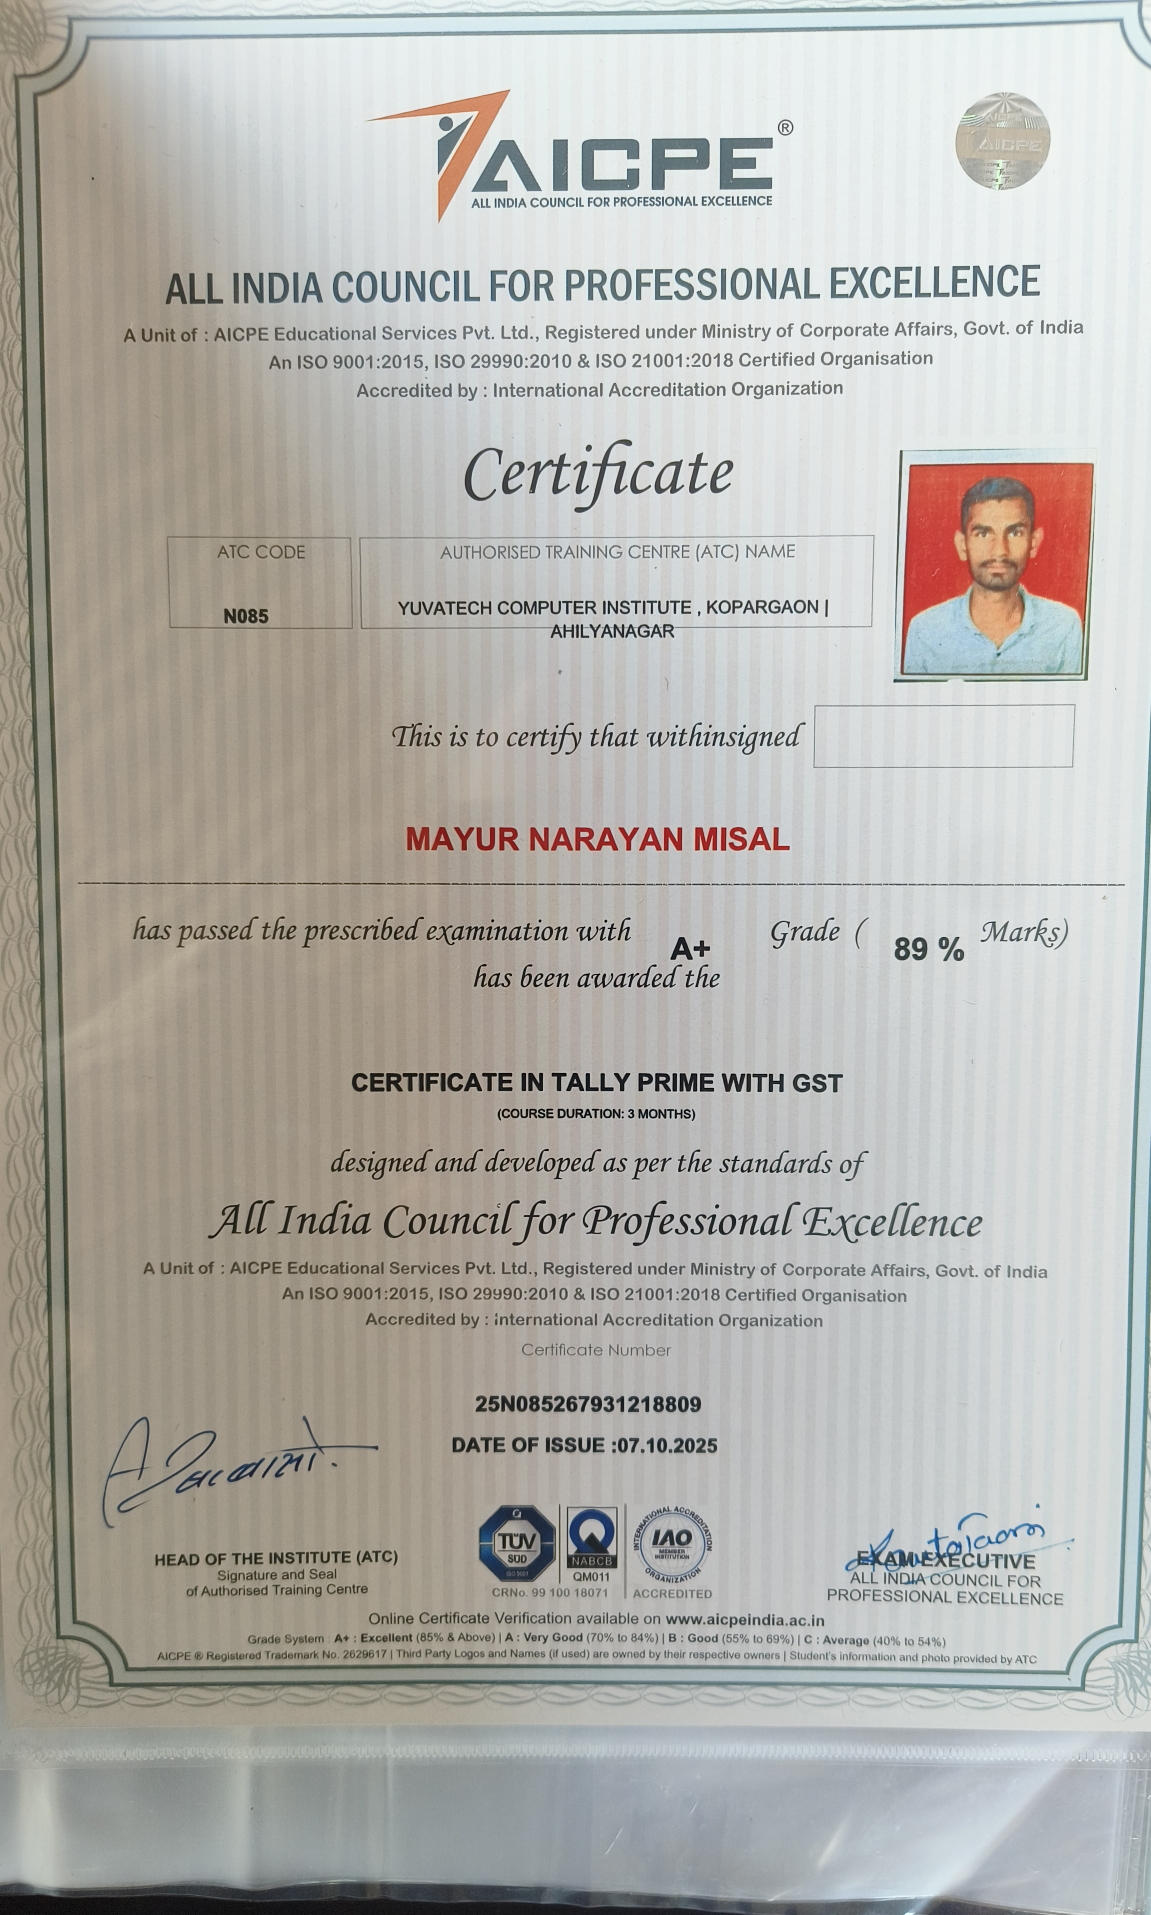 AICPE®
ALL INDIA COUNCIL FOR PROFESSIONAL EXCELLENCE
AICPE
ALL INDIA COUNCIL FOR PROFESSIONAL EXCELLENCE
A Unit of : AICPE Educational Services Pvt. Ltd., Registered under Ministry of Corporate Affairs, Govt. of India
An ISO 9001:2015, ISO 29990:2010 & ISO 21001:2018 Certified Organisation
Accredited by : International Accreditation Organization
Certificate
ATC CODE
N085
AUTHORISED TRAINING CENTRE (ATC) NAME
YUVATECH COMPUTER INSTITUTE , KOPARGAON |
AHILYANAGAR
This is to certify that withinsigned
MAYUR NARAYAN MISAL
has passed the prescribed examination with A+ Grade ( 89 % Marks)
has been awarded the
CERTIFICATE IN TALLY PRIME WITH GST
(COURSE DURATION: 3 MONTHS)
designed and developed as per the standards of
All India Council for Professional Excellence
A Unit of : AICPE Educational Services Pvt. Ltd., Registered under Ministry of Corporate Affairs, Govt. of India
An ISO 9001:2015, ISO 29990:2010 & ISO 21001:2018 Certified Organisation
Accredited by : International Accreditation Organization
Certificate Number
25N085267931218809
DATE OF ISSUE :07.10.2025
HEAD OF THE INSTITUTE (ATC)
Signature and Seal
of Authorised Training Centre
TÜV
SUD
ISO 9001
NABCB
QM011
CRNo. 99 100 18071
INTERNATIONAL ACCREDITATION ORGANIZATION
IAO
MEMBER
INSTITUTION
ACCREDITED
EXAM EXECUTIVE
ALL INDIA COUNCIL FOR
PROFESSIONAL EXCELLENCE
Online Certificate Verification available on www.aicpeindia.ac.in
Grade System : A+ : Excellent (85% & Above) | A : Very Good (70% to 84%) | B : Good (55% to 69%) | C : Average (40% to 54%)
AICPE ® Registered Trademark No. 2629617 | Third Party Logos and Names (if used) are owned by their respective owners | Student's information and photo provided by ATC